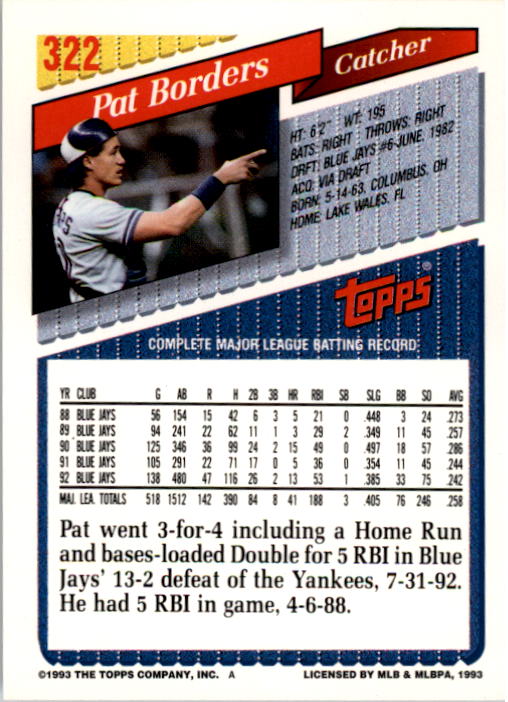 322
Pat Borders
Catcher
HT: 6'2" WT: 195
BATS: RIGHT THROWS: RIGHT
DRFT: BLUE JAYS #6-JUNE, 1982
ACQ: VIA DRAFT
BORN: 5-14-63, COLUMBUS, OH
HOME: LAKE WALES, FL
Topps®
COMPLETE MAJOR LEAGUE BATTING RECORD
YR CLUB G AB R H 2B 3B HR RBI SB SLG BB SO AVG
88 BLUE JAYS 56 154 15 42 6 3 5 21 0 .448 3 24 .273
89 BLUE JAYS 94 241 22 62 11 1 3 29 2 .349 11 45 .257
90 BLUE JAYS 125 346 36 99 24 2 15 49 0 .497 18 57 .286
91 BLUE JAYS 105 291 22 71 17 0 5 36 0 .354 11 45 .244
92 BLUE JAYS 138 480 47 116 26 2 13 53 1 .385 33 75 .242
MAJ. LEA. TOTALS 518 1512 142 390 84 8 41 188 3 .405 76 246 .258
Pat went 3-for-4 including a Home Run
and bases-loaded Double for 5 RBI in Blue
Jays' 13-2 defeat of the Yankees, 7-31-92.
He had 5 RBI in game, 4-6-88.
©1993 THE TOPPS COMPANY, INC. A LICENSED BY MLB & MLBPA, 1993